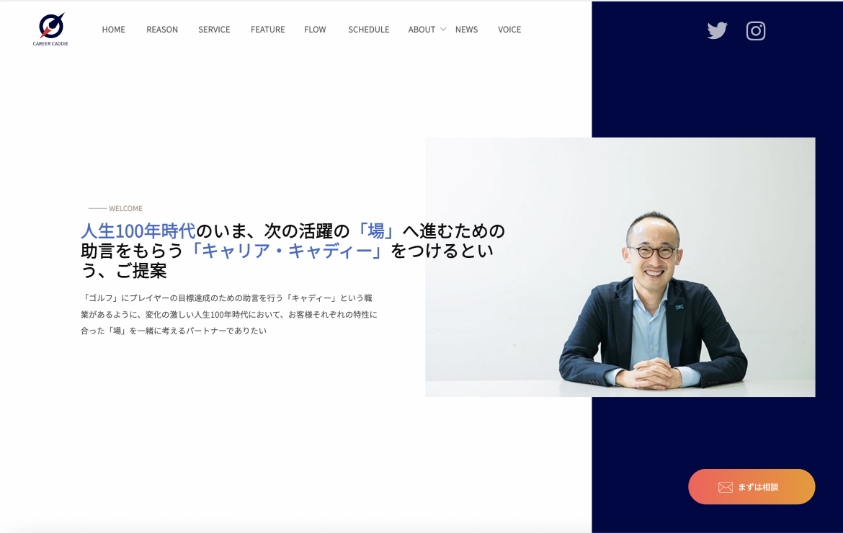 CAREER CADDIE
HOME REASON SERVICE FEATURE FLOW SCHEDULE ABOUT NEWS VOICE
WELCOME
人生100年時代のいま、次の活躍の「場」へ進むための
助言をもらう「キャリア・キャディー」をつけるとい
う、ご提案
「ゴルフ」にプレイヤーの目標達成のための助言を行う「キャディー」という職
業があるように、変化の激しい人生100年時代において、お客様それぞれの特性に
合った「場」を一緒に考えるパートナーでありたい
まずは相談